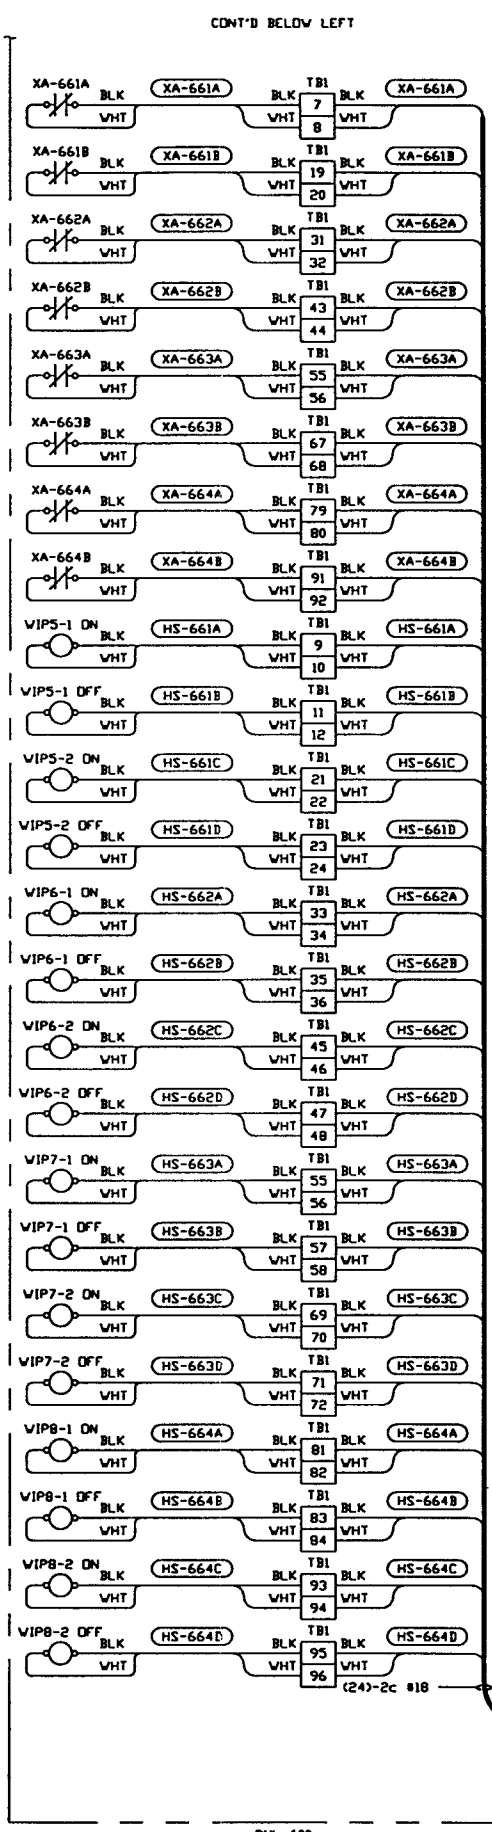 CONT'D BELOW LEFT
XA-661A BLK XA-661A BLK TB1 BLK XA-661A
WHT WHT 7 WHT
8
XA-661B BLK XA-661B BLK TB1 BLK XA-661B
WHT WHT 19 WHT
20
XA-662A BLK XA-662A BLK TB1 BLK XA-662A
WHT WHT 31 WHT
32
XA-662B BLK XA-662B BLK TB1 BLK XA-662B
WHT WHT 43 WHT
44
XA-663A BLK XA-663A BLK TB1 BLK XA-663A
WHT WHT 55 WHT
56
XA-663B BLK XA-663B BLK TB1 BLK XA-663B
WHT WHT 67 WHT
68
XA-664A BLK XA-664A BLK TB1 BLK XA-664A
WHT WHT 79 WHT
80
XA-664B BLK XA-664B BLK TB1 BLK XA-664B
WHT WHT 91 WHT
92
WIP5-1 ON BLK HS-661A BLK TB1 BLK HS-661A
WHT WHT 9 WHT
10
WIP5-1 OFF BLK HS-661B BLK TB1 BLK HS-661B
WHT WHT 11 WHT
12
WIP5-2 ON BLK HS-661C BLK TB1 BLK HS-661C
WHT WHT 21 WHT
22
WIP5-2 OFF BLK HS-661D BLK TB1 BLK HS-661D
WHT WHT 23 WHT
24
WIP6-1 ON BLK HS-662A BLK TB1 BLK HS-662A
WHT WHT 33 WHT
34
WIP6-1 OFF BLK HS-662B BLK TB1 BLK HS-662B
WHT WHT 35 WHT
36
WIP6-2 ON BLK HS-662C BLK TB1 BLK HS-662C
WHT WHT 45 WHT
46
WIP6-2 OFF BLK HS-662D BLK TB1 BLK HS-662D
WHT WHT 47 WHT
48
WIP7-1 ON BLK HS-663A BLK TB1 BLK HS-663A
WHT WHT 55 WHT
56
WIP7-1 OFF BLK HS-663B BLK TB1 BLK HS-663B
WHT WHT 57 WHT
58
WIP7-2 ON BLK HS-663C BLK TB1 BLK HS-663C
WHT WHT 69 WHT
70
WIP7-2 OFF BLK HS-663D BLK TB1 BLK HS-663D
WHT WHT 71 WHT
72
WIP8-1 ON BLK HS-664A BLK TB1 BLK HS-664A
WHT WHT 81 WHT
82
WIP8-1 OFF BLK HS-664B BLK TB1 BLK HS-664B
WHT WHT 83 WHT
84
WIP8-2 ON BLK HS-664C BLK TB1 BLK HS-664C
WHT WHT 93 WHT
94
WIP8-2 OFF BLK HS-664D BLK TB1 BLK HS-664D
WHT WHT 95 WHT
96
(24)-2c #18